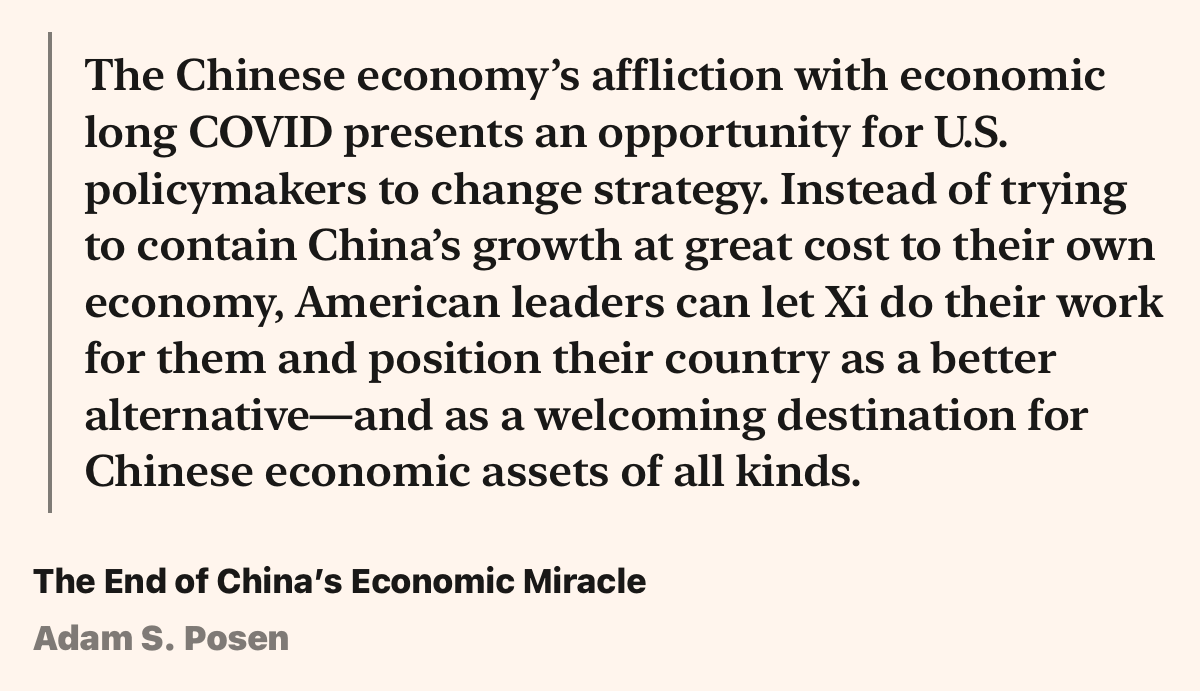 The Chinese economy’s affliction with economic
long COVID presents an opportunity for U.S.
policymakers to change strategy. Instead of trying
to contain China’s growth at great cost to their own
economy, American leaders can let Xi do their work
for them and position their country as a better
alternative—and as a welcoming destination for
Chinese economic assets of all kinds.
The End of China’s Economic Miracle
Adam S. Posen